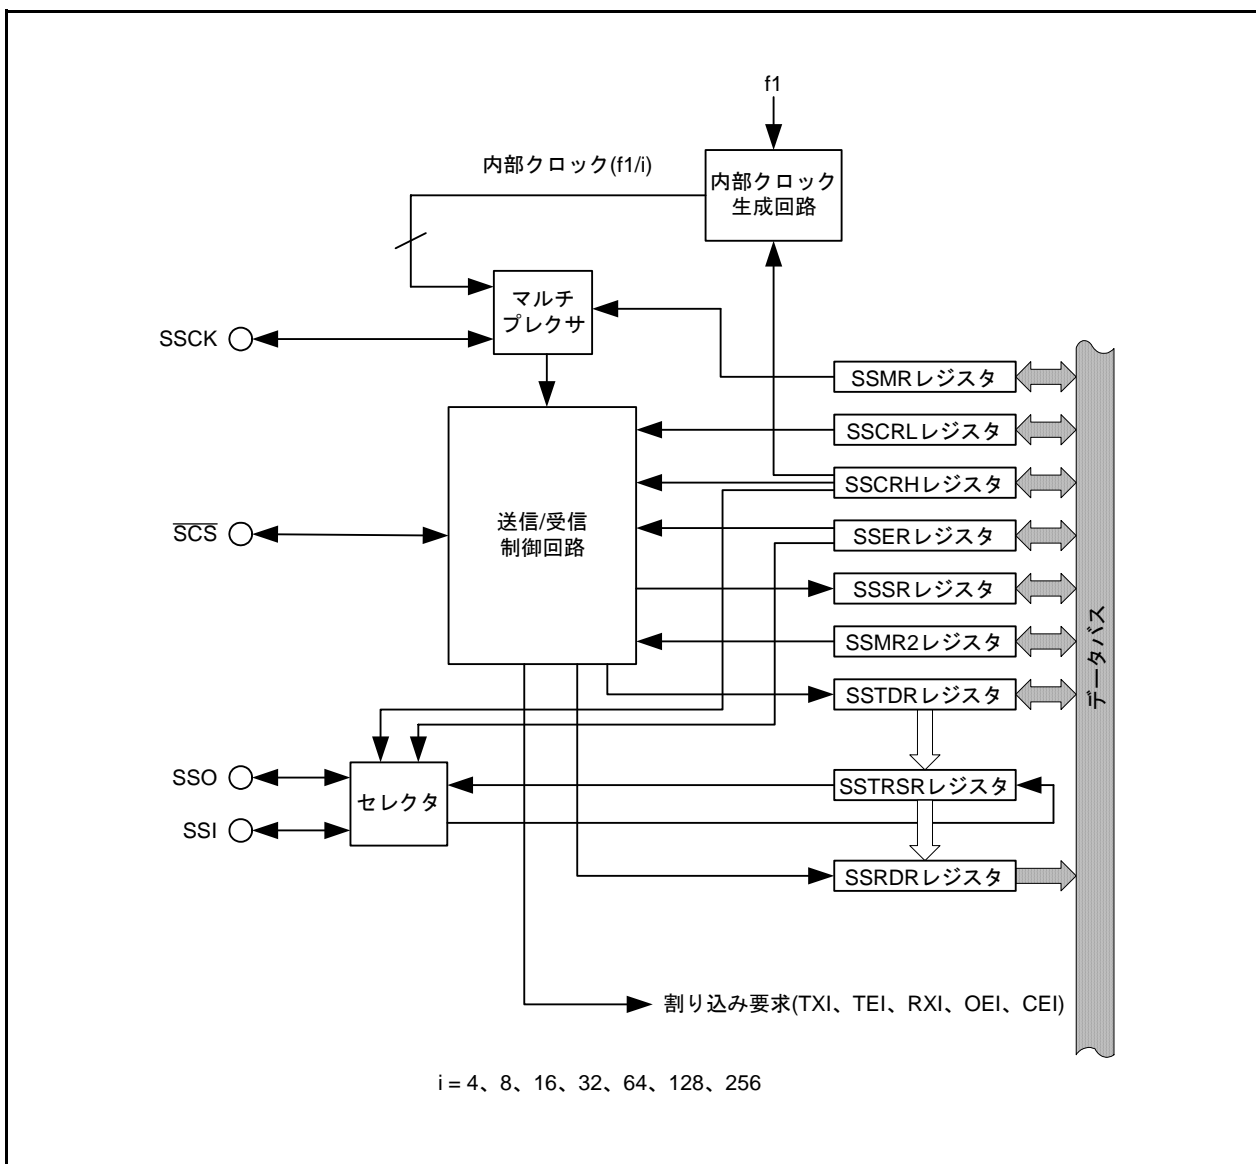 f1
内部クロック(f1/i)
内部クロック
生成回路
マルチ
プレクサ
SSCK
SSMRレジスタ
SSCRLレジスタ
SSCRHレジスタ
送信/受信
制御回路
SCS
SSERレジスタ
SSSRレジスタ
SSMR2レジスタ
データバス
SSTDRレジスタ
SSO
SSTRSRレジスタ
セレクタ
SSI
SSRDRレジスタ
割り込み要求(TXI、TEI、RXI、OEI、CEI)
i = 4、8、16、32、64、128、256